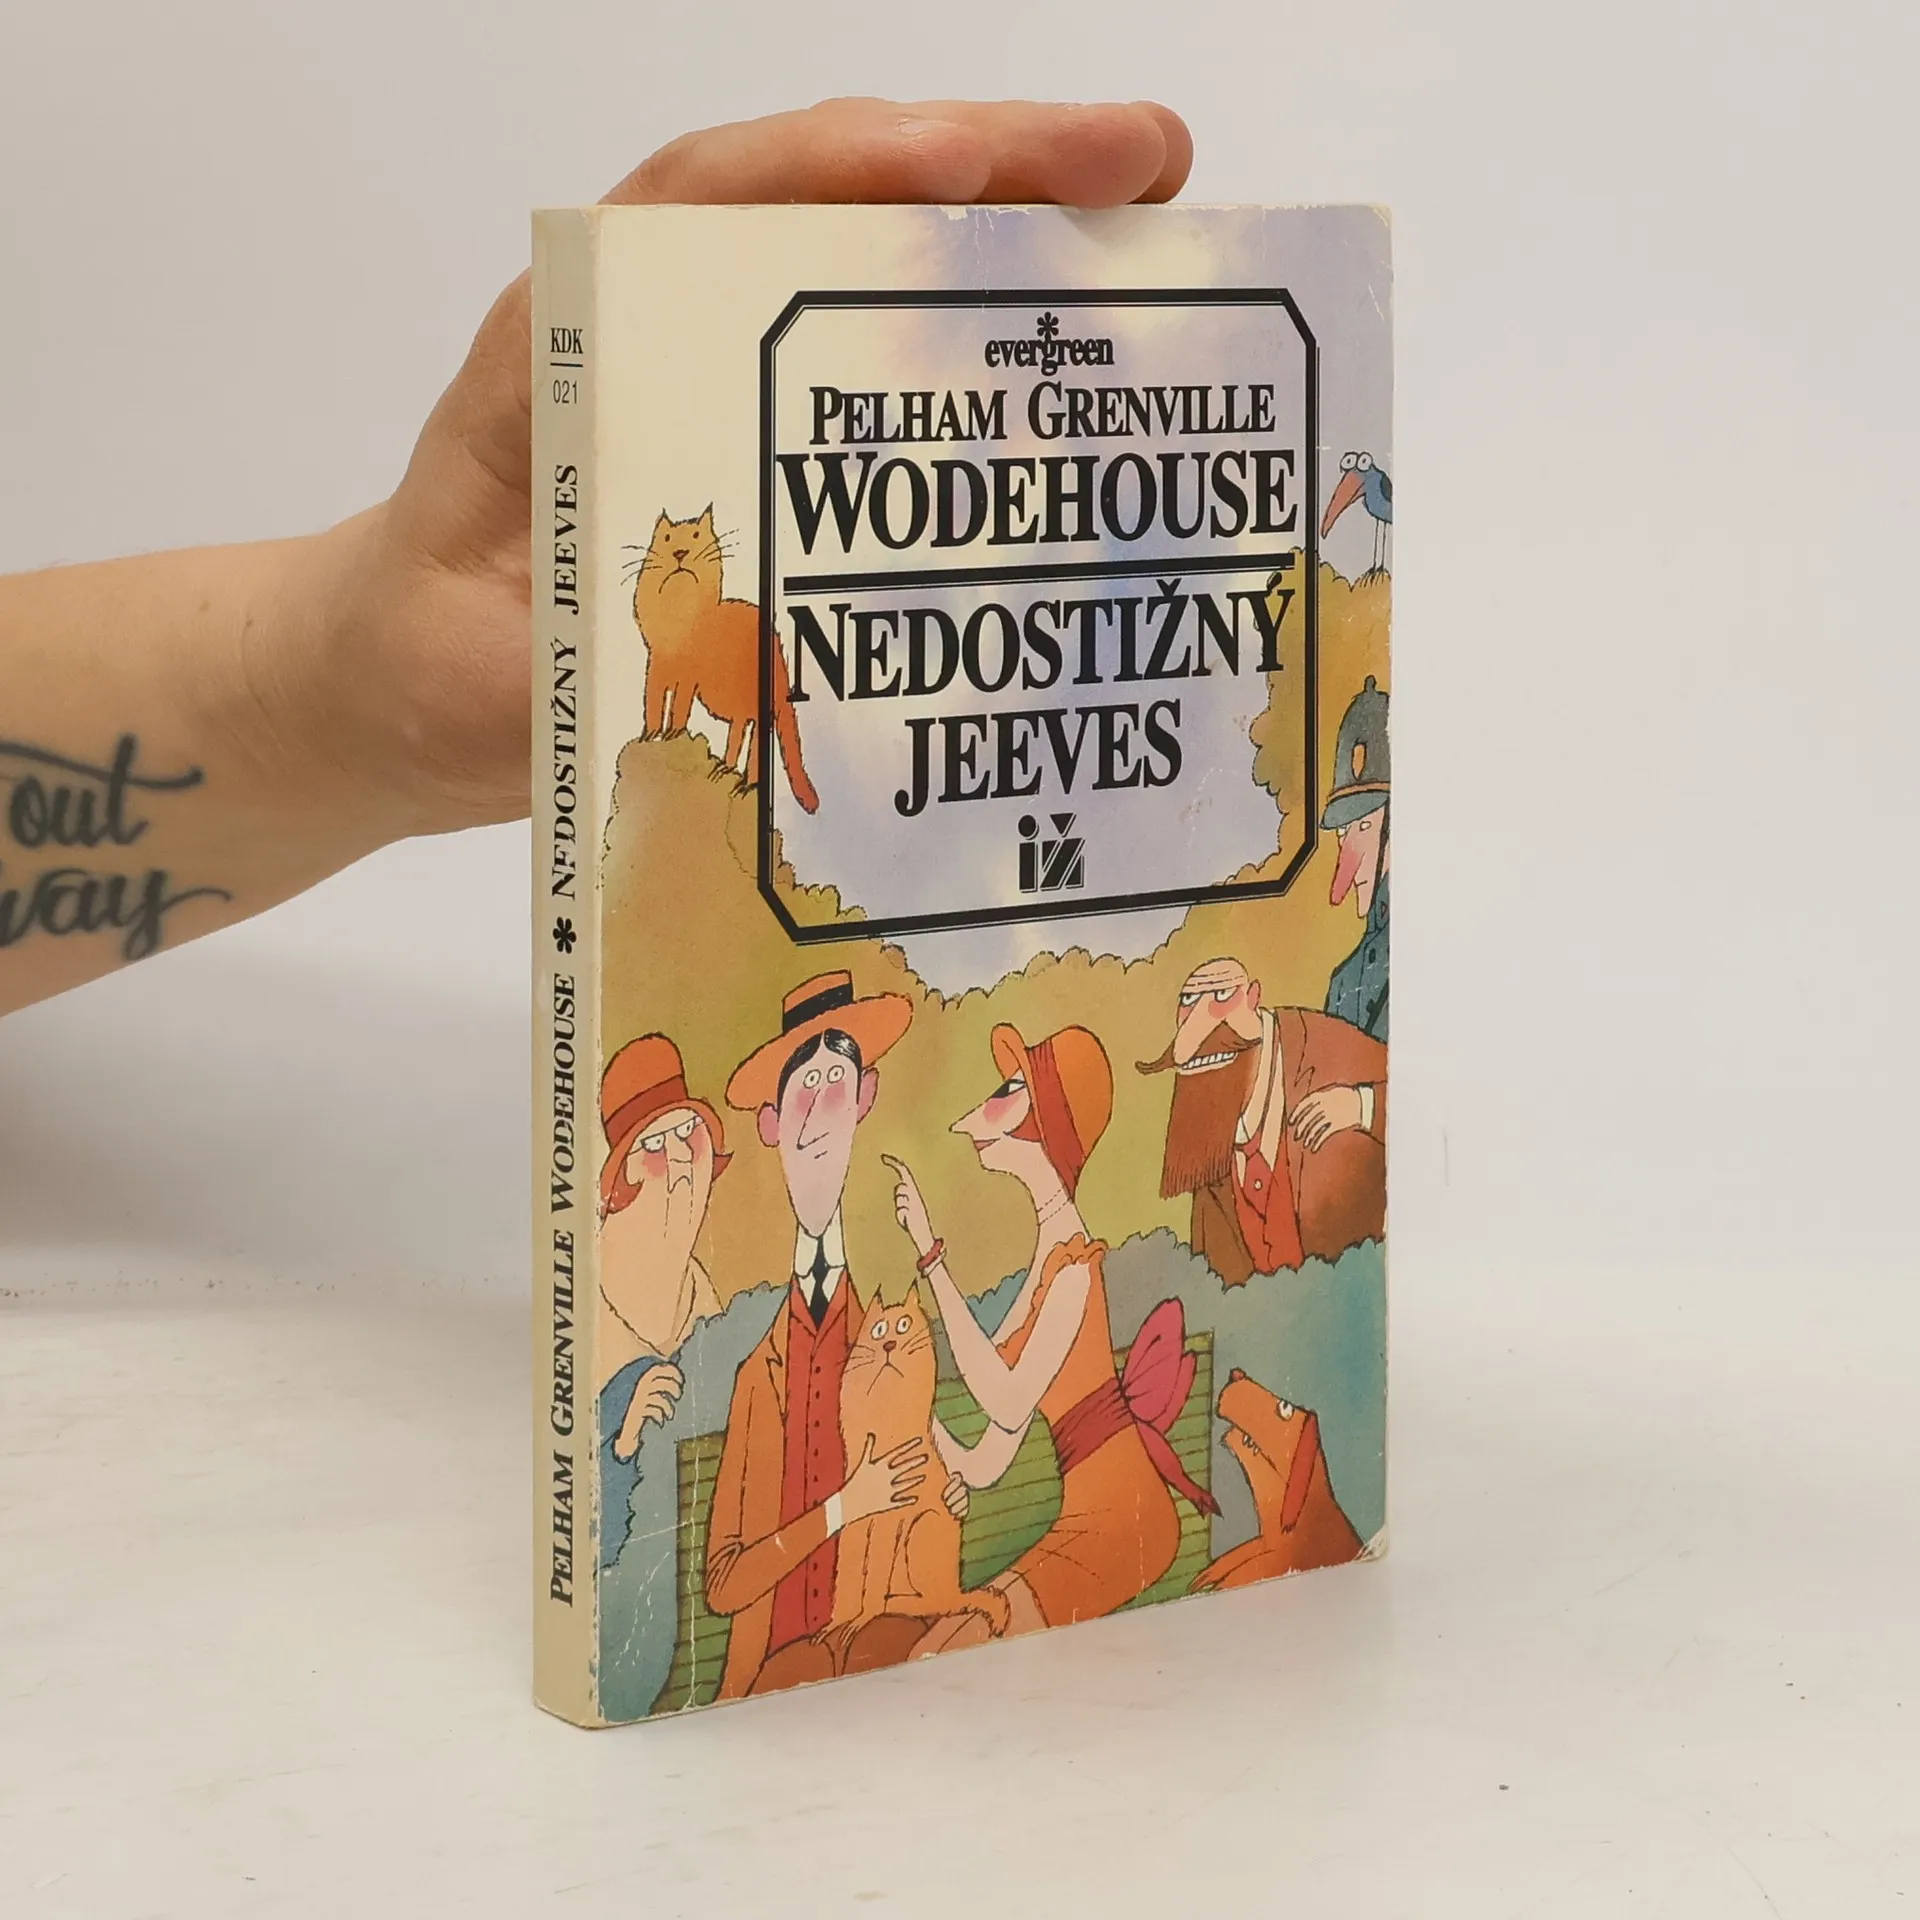 out
way
KDK
021
PELHAM GRENVILLE WODEHOUSE * NEDOSTIŽNÝ JEEVES
evergreen
PELHAM GRENVILLE
WODEHOUSE
NEDOSTIŽNÝ
JEEVES
iž